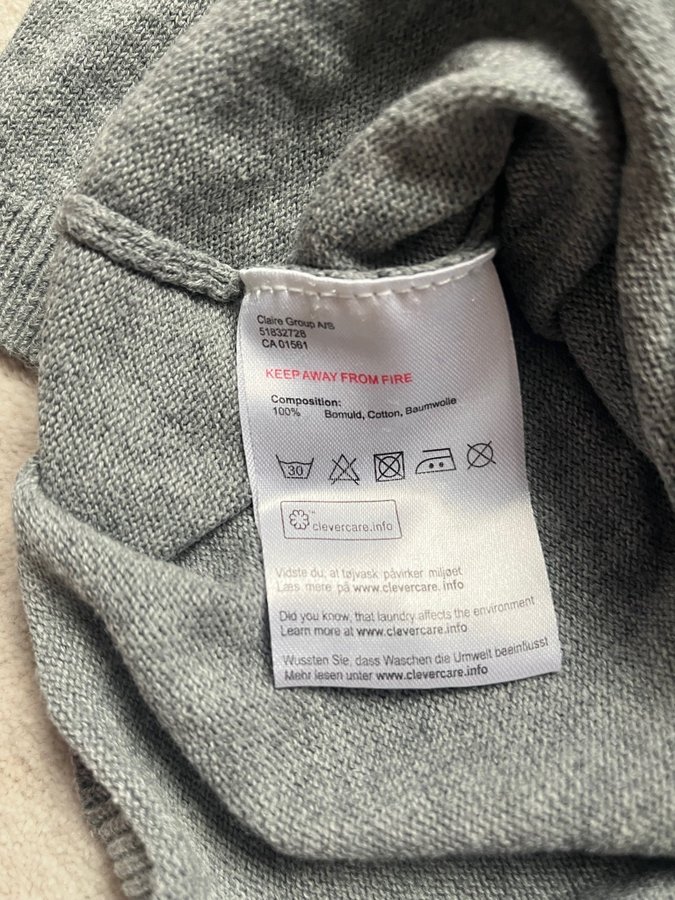 Claire Group A/S
51832728
CA 01561
KEEP AWAY FROM FIRE
Composition:
100% Bomuld, Cotton, Baumwolle
30
™
clevercare.info
Vidste du, at tøjvask påvirker miljøet
Læs mere på www.clevercare.info
Did you know, that laundry affects the environment
Learn more at www.clevercare.info
Wussten Sie, dass Waschen die Umwelt beeinflusst
Mehr lesen unter www.clevercare.info